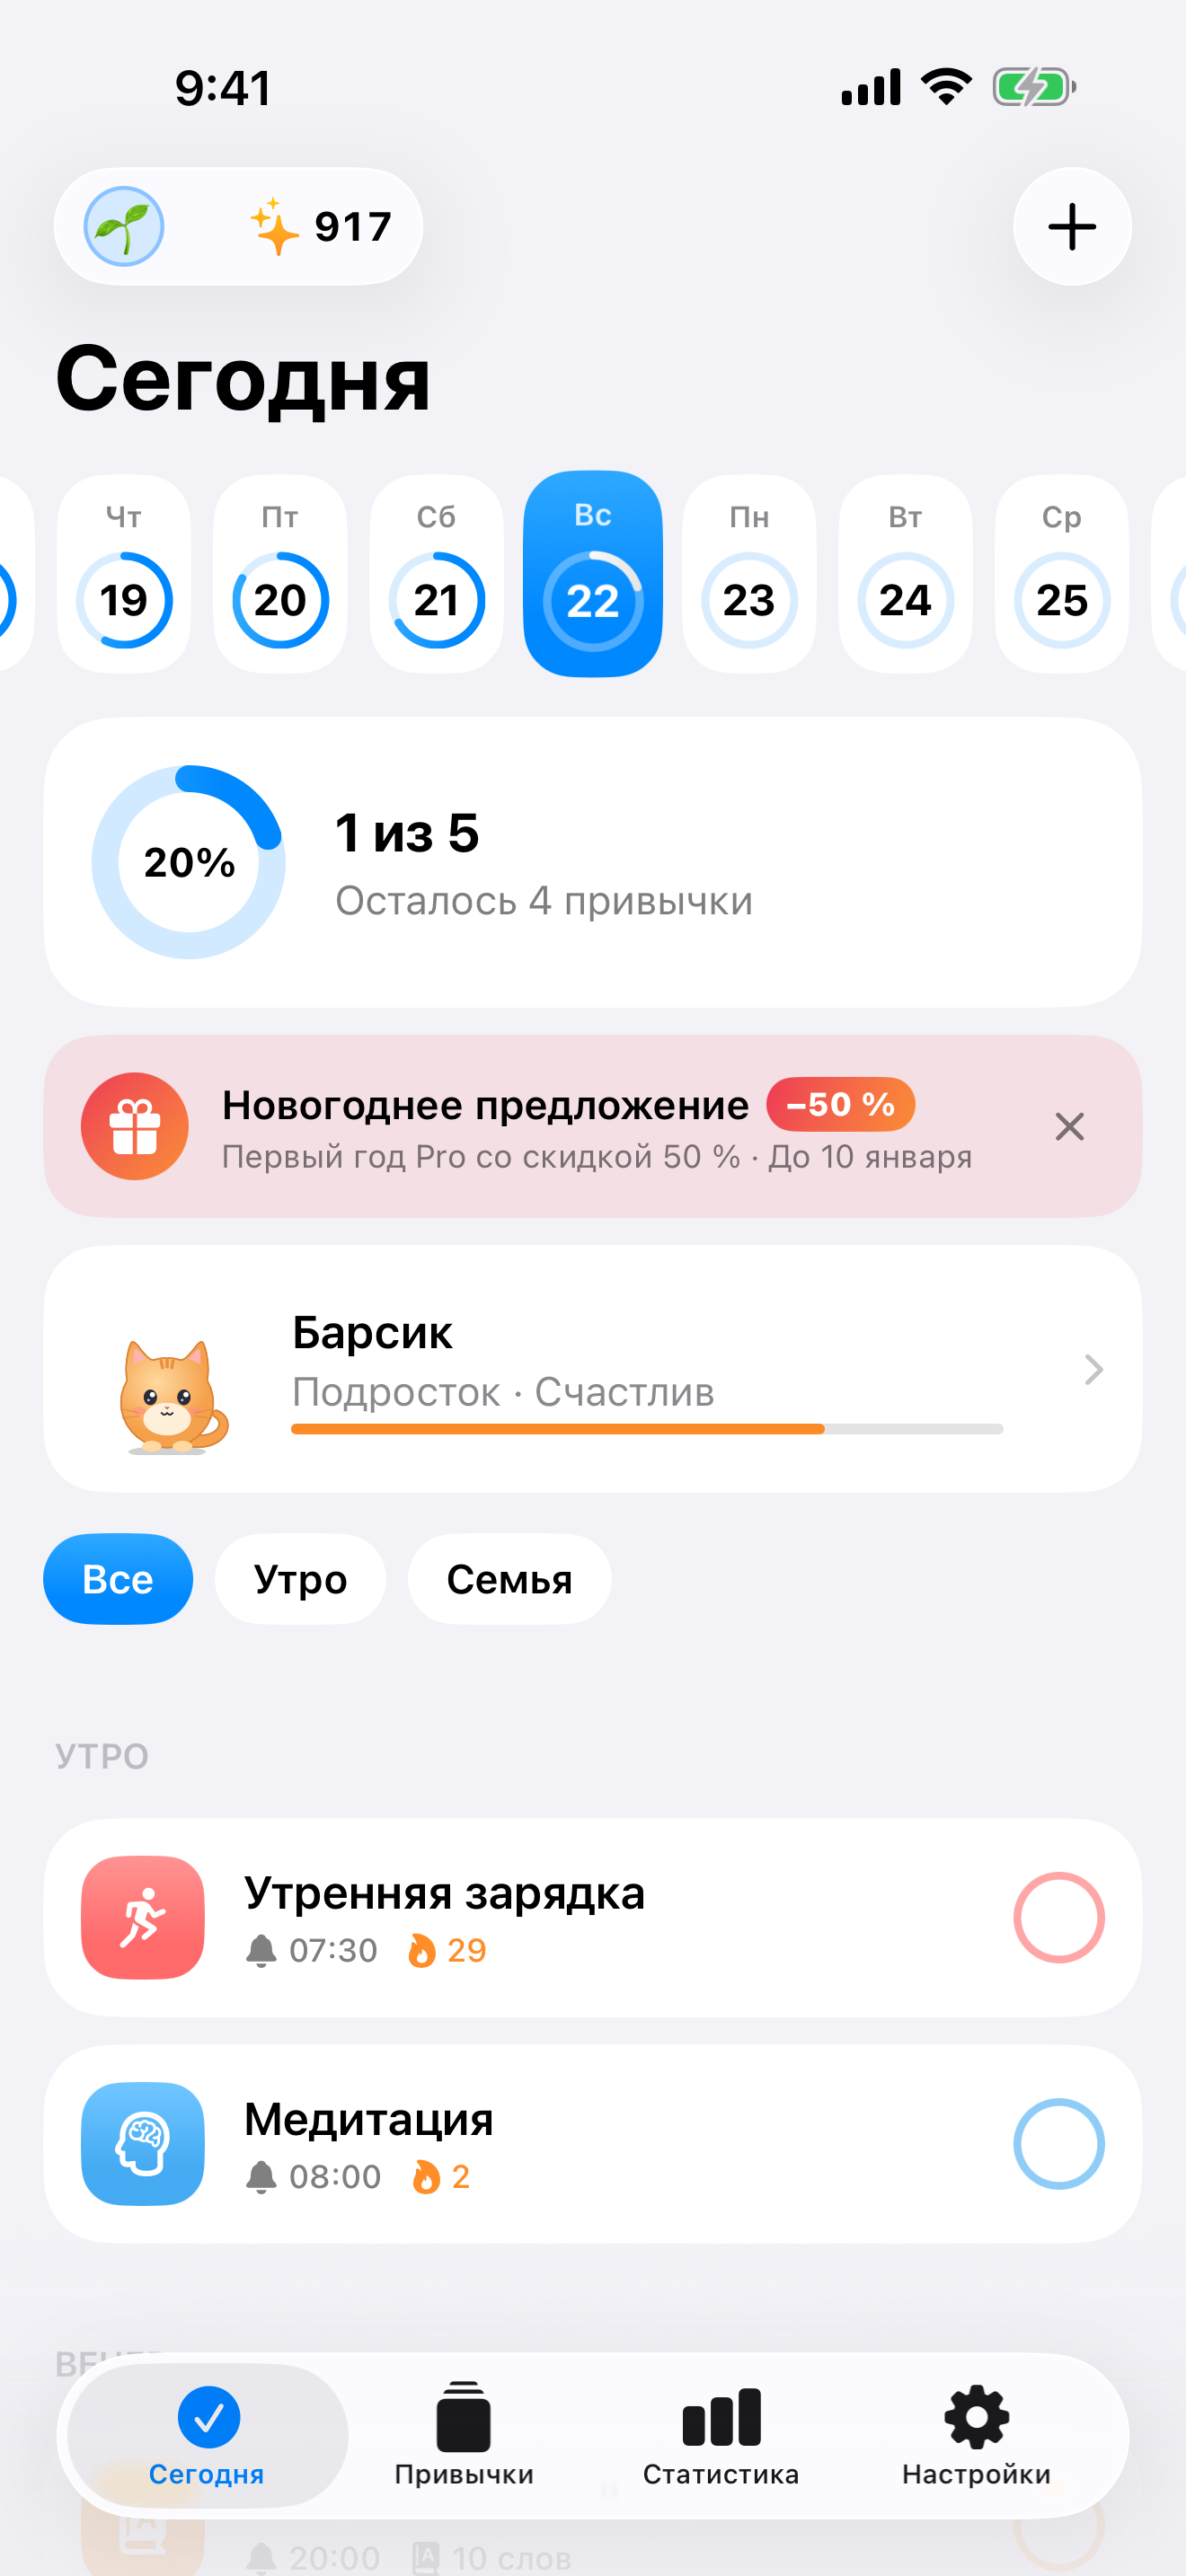 9:41
917
Сегодня
Чт Пт Сб Вс Пн Вт Ср
19 20 21 22 23 24 25
20%
1 из 5
Осталось 4 привычки
Новогоднее предложение –50 %
Первый год Pro со скидкой 50 % · До 10 января
Барсик
Подросток · Счастлив
Все Утро Семья
УТРО
Утренняя зарядка
07:30 29
Медитация
08:00 2
Сегодня Привычки Статистика Настройки
20:00 A 10 слов